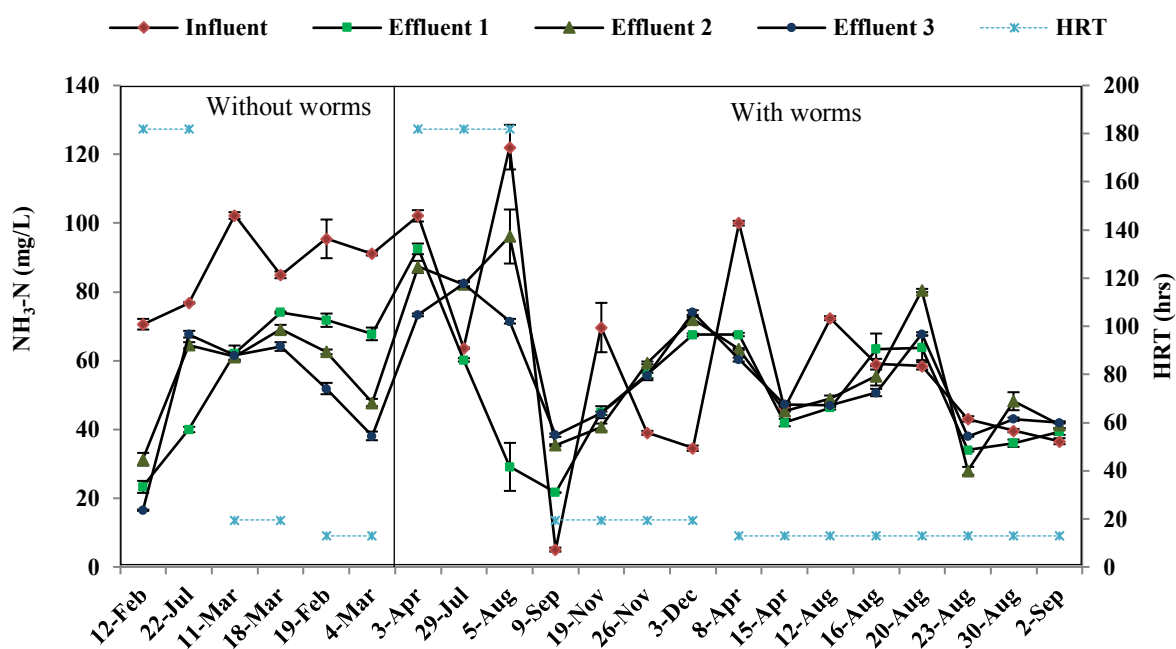 Influent Effluent 1 Effluent 2 Effluent 3 HRT
Without worms
With worms
NH3-N (mg/L)
140
120
100
80
60
40
20
0
200
180
160
140
120
100
80
60
40
20
0
HRT (hrs)
12-Feb
22-Jul
11-Mar
18-Mar
19-Feb
4-Mar
3-Apr
29-Jul
5-Aug
9-Sep
19-Nov
26-Nov
3-Dec
8-Apr
15-Apr
12-Aug
16-Aug
20-Aug
23-Aug
30-Aug
2-Sep